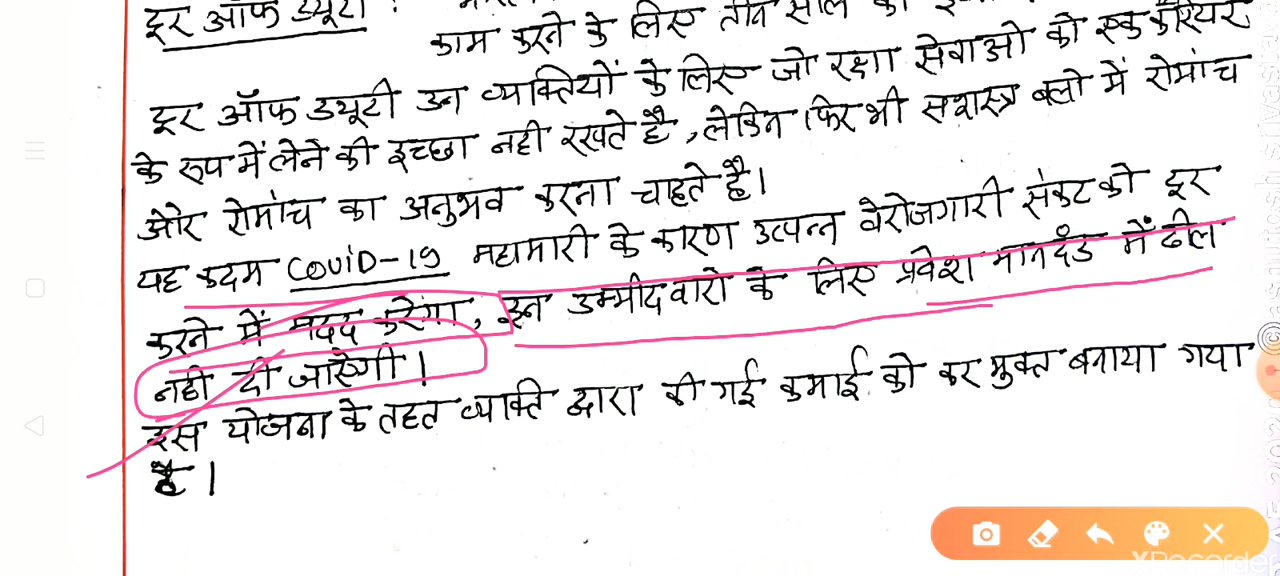 टूर ऑफ ड्यूटी :
काम करने के लिए तीन साल
टूर ऑफ ड्यूटी उन व्यक्तियों के लिए जो रक्षा सेवाओ को एक करियर
के रूप में लेने की इच्छा नही रखते है, लेकिन फिर भी सशस्त्र बलो में रोमांच
और रोमांच का अनुभव करना चाहते है।
यह कदम COVID-19 महामारी के कारण उत्पन्न बेरोजगारी संकट को दूर
करने में मदद करेगा, इन उम्मीदवारो के लिए प्रवेश मानदंड में ढील
नही दी जाएगी।
इस योजना के तहत व्यक्ति द्वारा की गई कमाई को कर मुक्त बनाया गया
है।
XRecorder